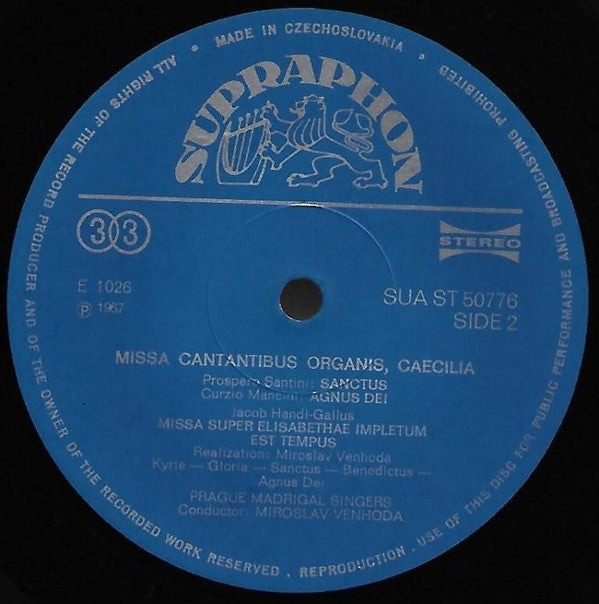 ALL RIGHTS OF THE RECORD PRODUCER AND OF THE OWNER OF THE RECORDED WORK RESERVED . REPRODUCTION . USE OF THIS DISC FOR PUBLIC PERFORMANCE AND BROADCASTING PROHIBITED
• MADE IN CZECHOSLOVAKIA •
SUPRAPHON
33
STEREO
E 1026
℗ 1967
SUA ST 50776
SIDE 2
MISSA CANTANTIBUS ORGANIS, CAECILIA
Prospero Santini: SANCTUS
Curzio Mancini: AGNUS DEI
Jacob Handl-Gallus
MISSA SUPER ELISABETHAE IMPLETUM
EST TEMPUS
Realization: Miroslav Venhoda
Kyrie — Gloria — Sanctus — Benedictus —
Agnus Dei
PRAGUE MADRIGAL SINGERS
Conductor: MIROSLAV VENHODA